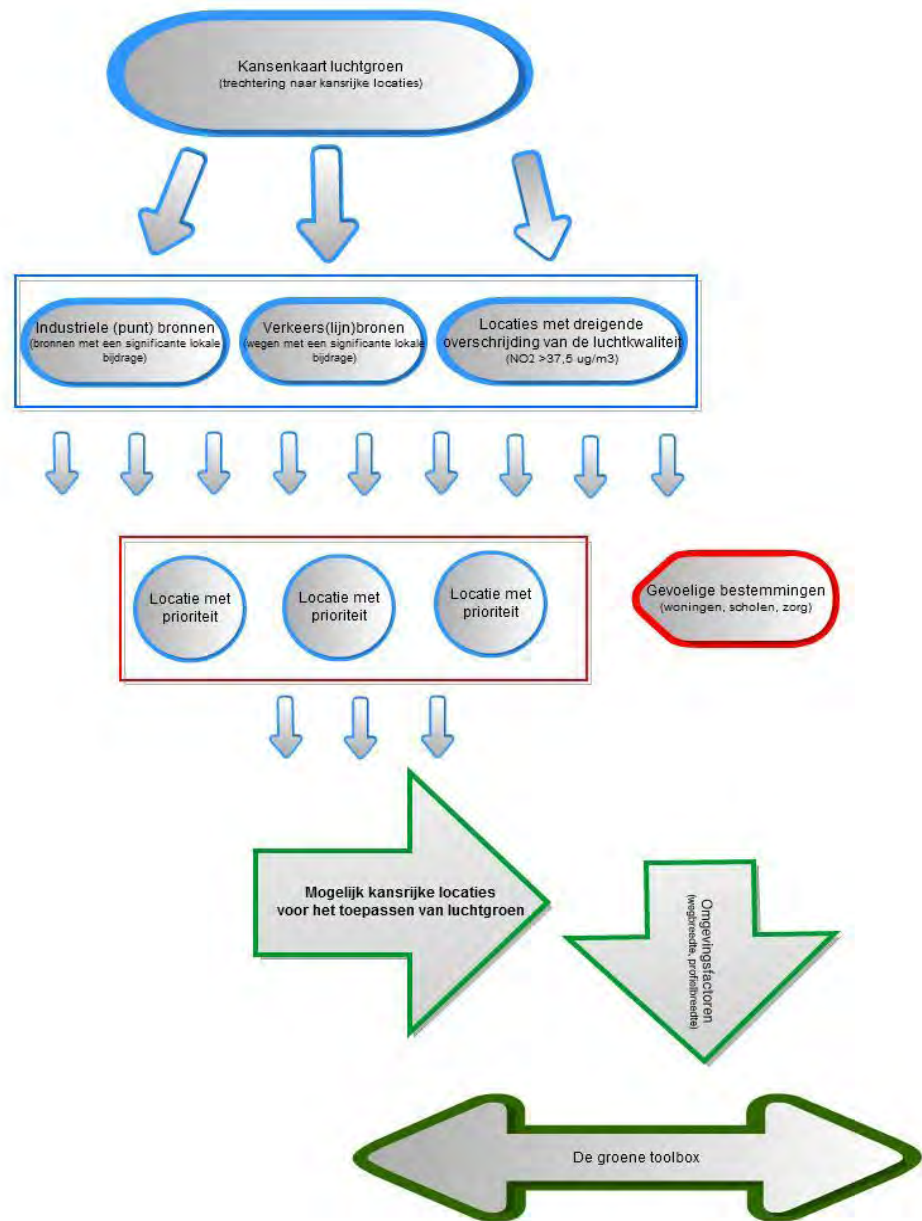 Kansenkaart luchtgroen
(trechtering naar kansrijke locaties)
Industriele (punt) bronnen
(bronnen met een significante lokale
bijdrage)
Verkeers(lijn)bronen
(wegen met een significante lokale
bijdrage)
Locaties met dreigende
overschrijding van de luchtkwaliteit
(NO2 >37,5 ug/m3)
Locatie met
prioriteit
Locatie met
prioriteit
Locatie met
prioriteit
Gevoelige bestemmingen
(woningen, scholen, zorg)
Mogelijk kansrijke locaties
voor het toepassen van luchtgroen
Omgevingsfactoren
(wegbreedte, profielbreedte)
De groene toolbox